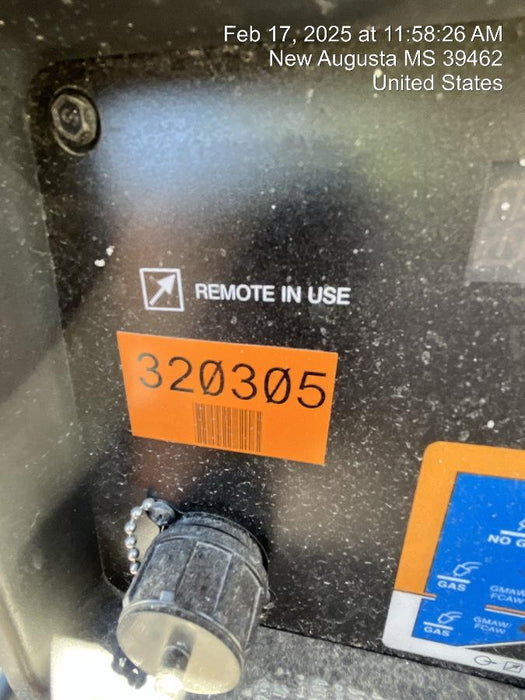 Feb 17, 2025 at 11:58:26 AM
New Augusta MS 39462
United States
REMOTE IN USE
320305
NO
GAS
GMAW/
FCAW
GAS
GMAW/
FCAW